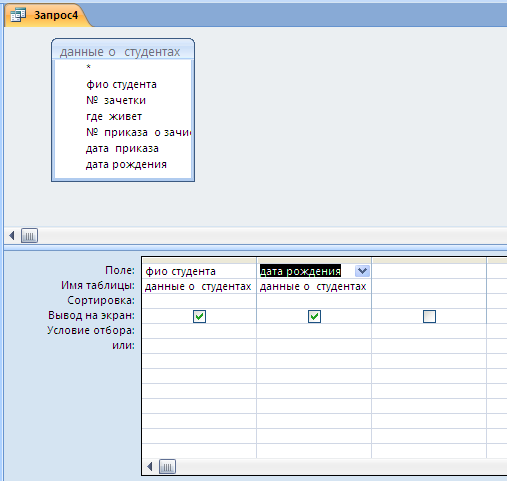 Запрос4
данные о студентах
*
фио студента
№ зачетки
где живет
№ приказа о зачис
дата приказа
дата рождения
Поле: фио студента дата рождения
Имя таблицы: данные о студентах данные о студентах
Сортировка:
Вывод на экран:
Условие отбора:
или: